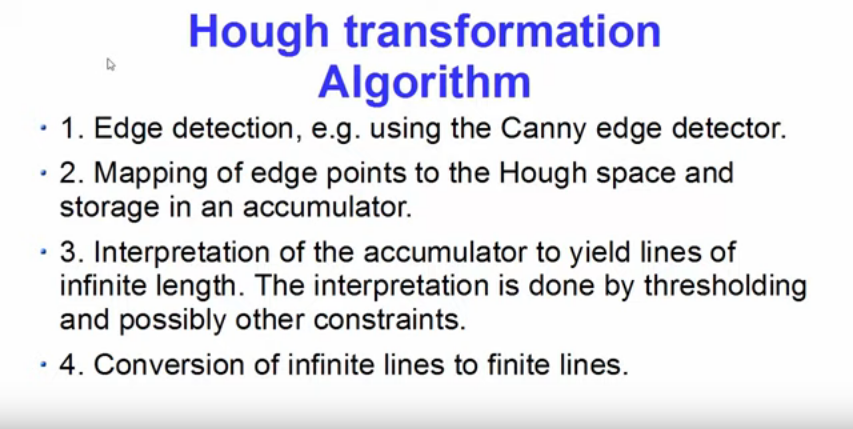 Hough transformation
Algorithm
• 1. Edge detection, e.g. using the Canny edge detector.
• 2. Mapping of edge points to the Hough space and
storage in an accumulator.
• 3. Interpretation of the accumulator to yield lines of
infinite length. The interpretation is done by thresholding
and possibly other constraints.
• 4. Conversion of infinite lines to finite lines.